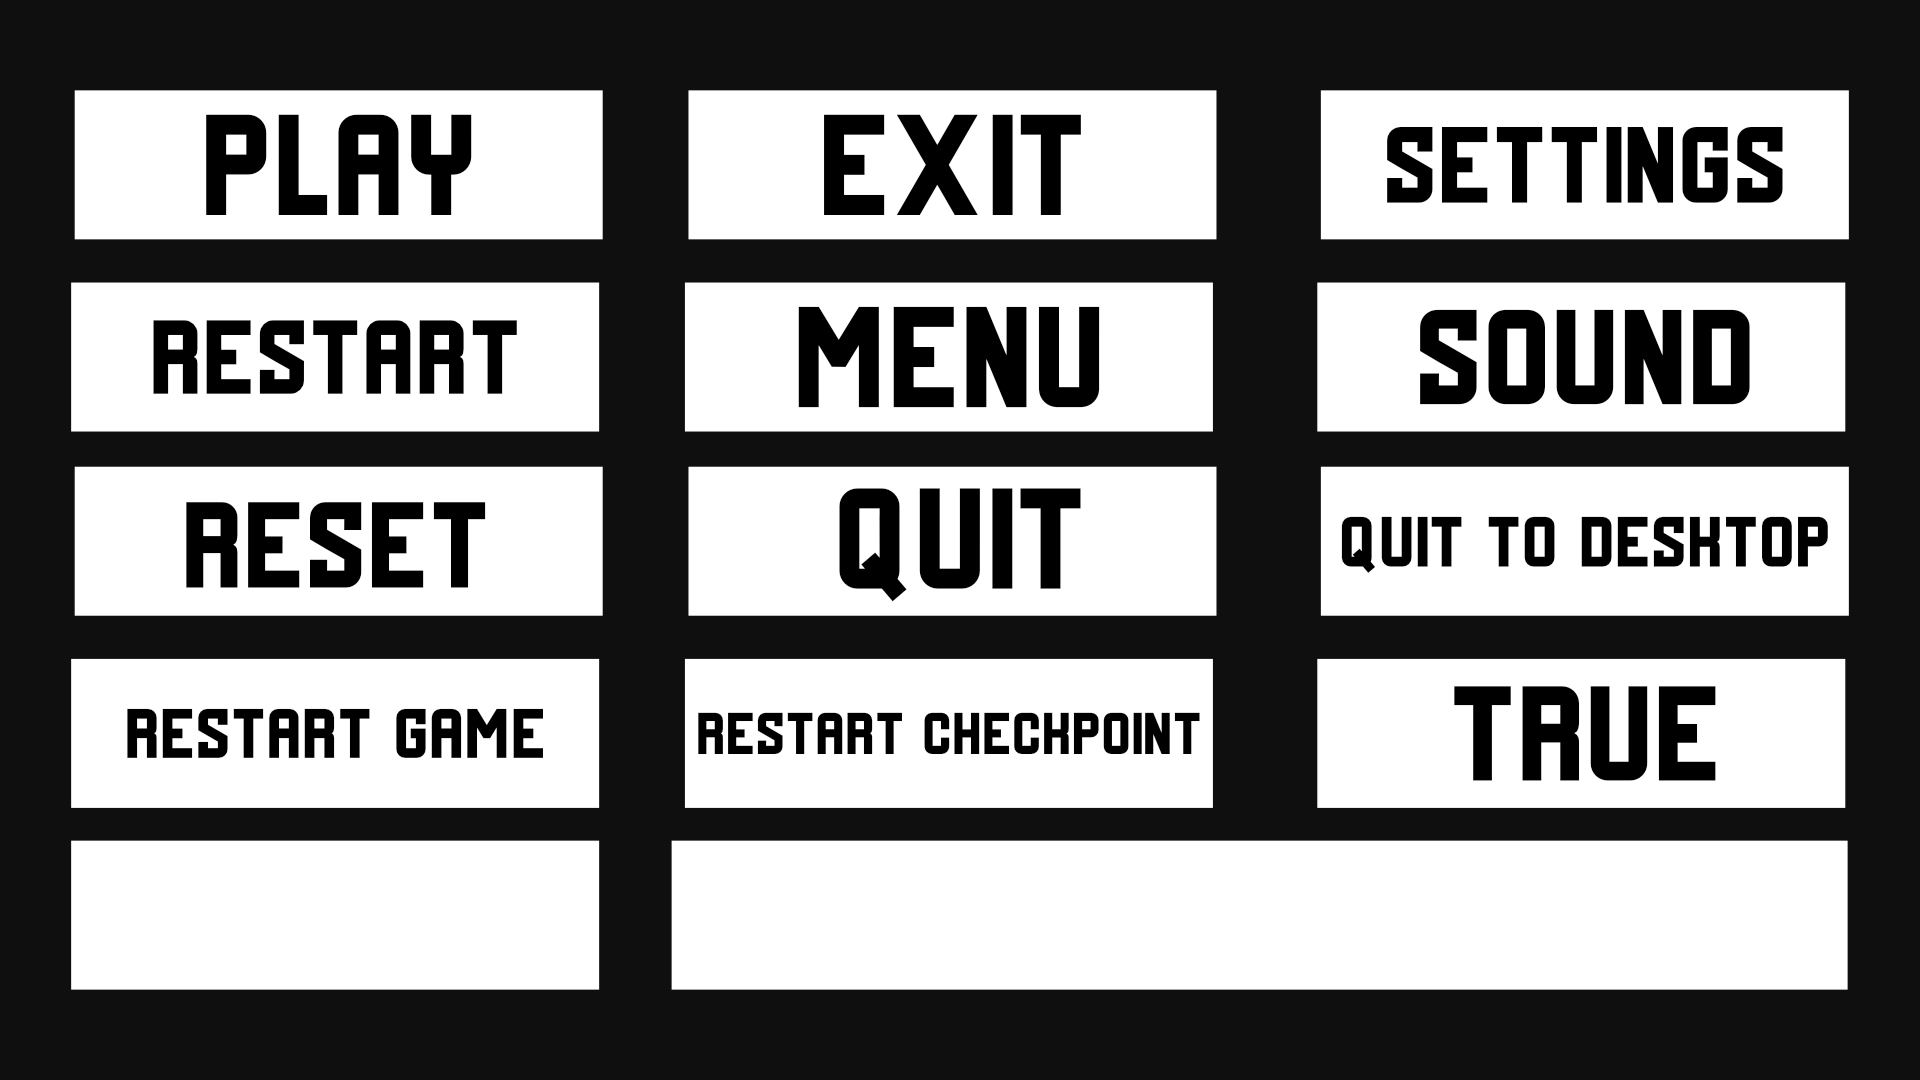 PLAY
EXIT
SETTINGS
RESTART
MENU
SOUND
RESET
QUIT
QUIT TO DESKTOP
RESTART GAME
RESTART CHECKPOINT
TRUE